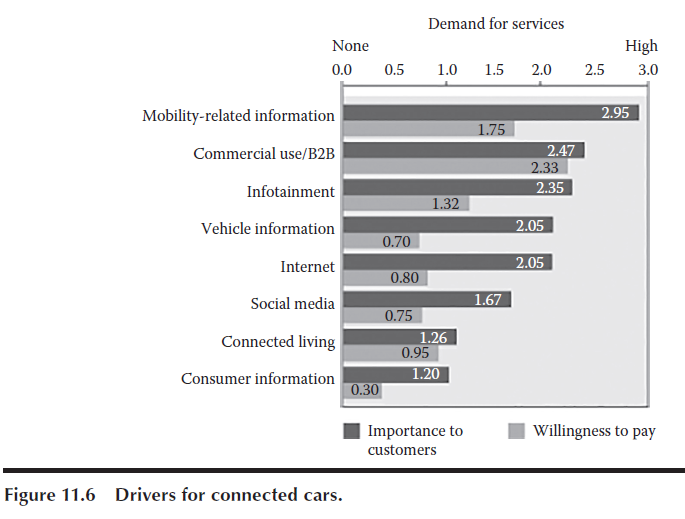 Demand for services
None High
0.0 0.5 1.0 1.5 2.0 2.5 3.0
Mobility-related information 2.95
1.75
Commercial use/B2B 2.47
2.33
Infotainment 2.35
1.32
Vehicle information 2.05
0.70
Internet 2.05
0.80
Social media 1.67
0.75
Connected living 1.26
0.95
Consumer information 1.20
0.30
Importance to customers
Willingness to pay
Figure 11.6 Drivers for connected cars.